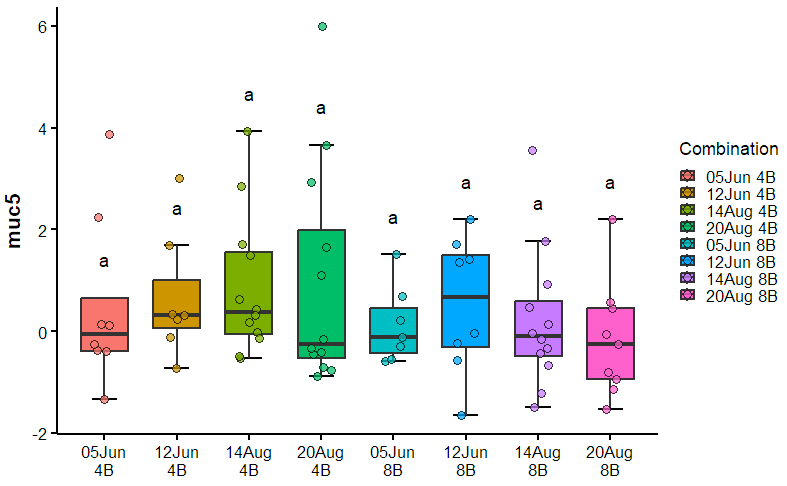 6
4
2
0
-2
muc5
a
a
a
a
a
a
a
a
05Jun
4B
12Jun
4B
14Aug
4B
20Aug
4B
05Jun
8B
12Jun
8B
14Aug
8B
20Aug
8B
Combination
05Jun 4B
12Jun 4B
14Aug 4B
20Aug 4B
05Jun 8B
12Jun 8B
14Aug 8B
20Aug 8B